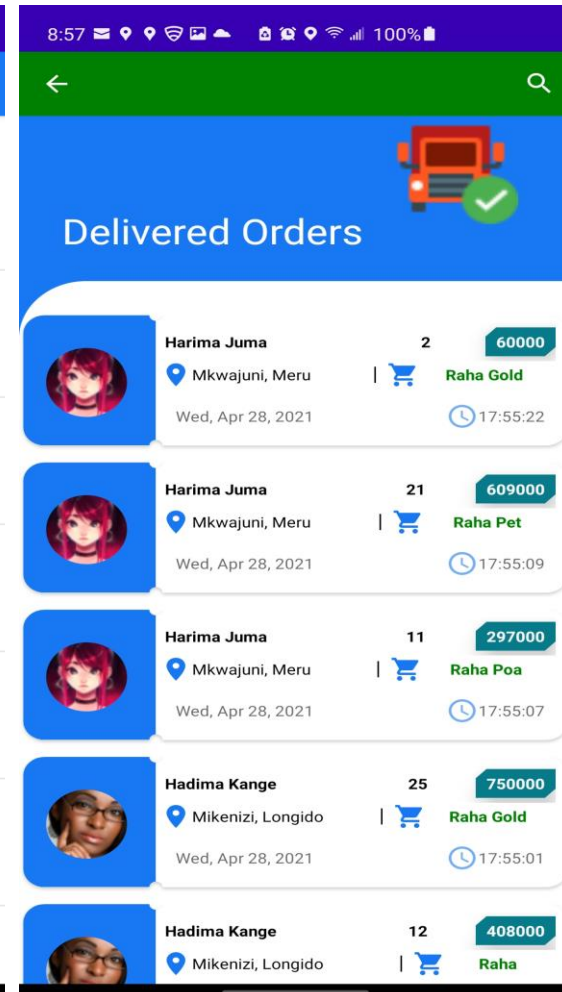 8:57 100%
Delivered Orders
Harima Juma 2 60000
Mkwajuni, Meru | Raha Gold
Wed, Apr 28, 2021 17:55:22
Harima Juma 21 609000
Mkwajuni, Meru | Raha Pet
Wed, Apr 28, 2021 17:55:09
Harima Juma 11 297000
Mkwajuni, Meru | Raha Poa
Wed, Apr 28, 2021 17:55:07
Hadima Kange 25 750000
Mikenizi, Longido | Raha Gold
Wed, Apr 28, 2021 17:55:01
Hadima Kange 12 408000
Mikenizi, Longido | Raha